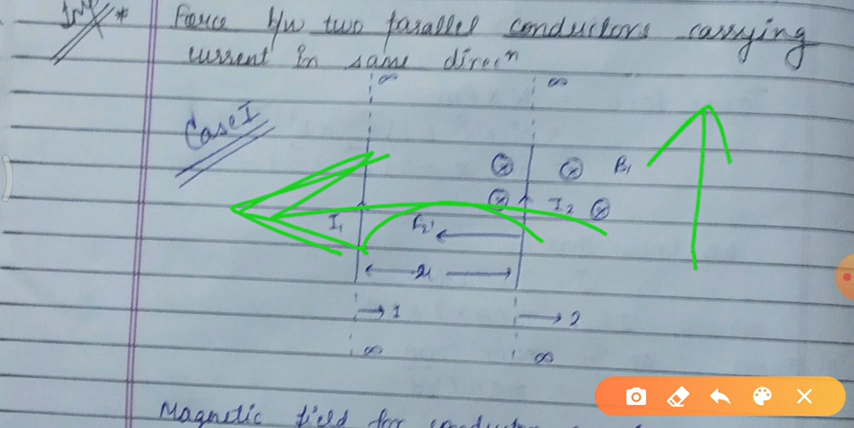 Imp *
Force b/w two parallel conductors carrying
current in same direcn
∞ ∞
Case I
⊗ ⊗ B₁
⊗ I₂ ⊗
I₁ F₂₁
→ 1 → 2
∞ ∞
Magnetic field for